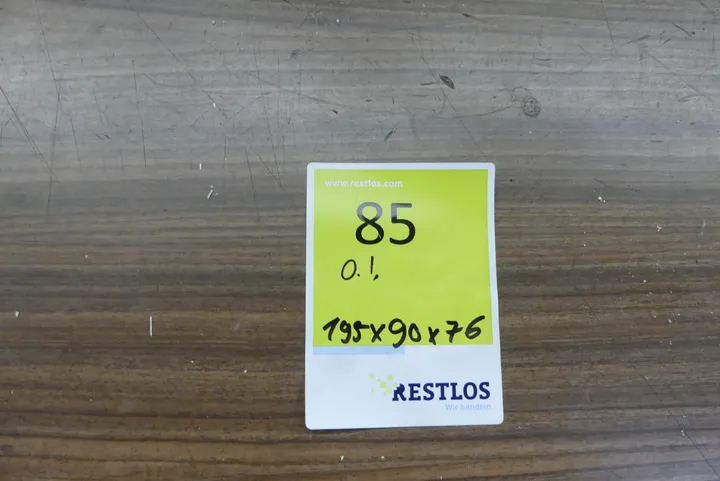 www.restlos.com
85
O.I.
195x90x76
RESTLOS
Wir handeln.